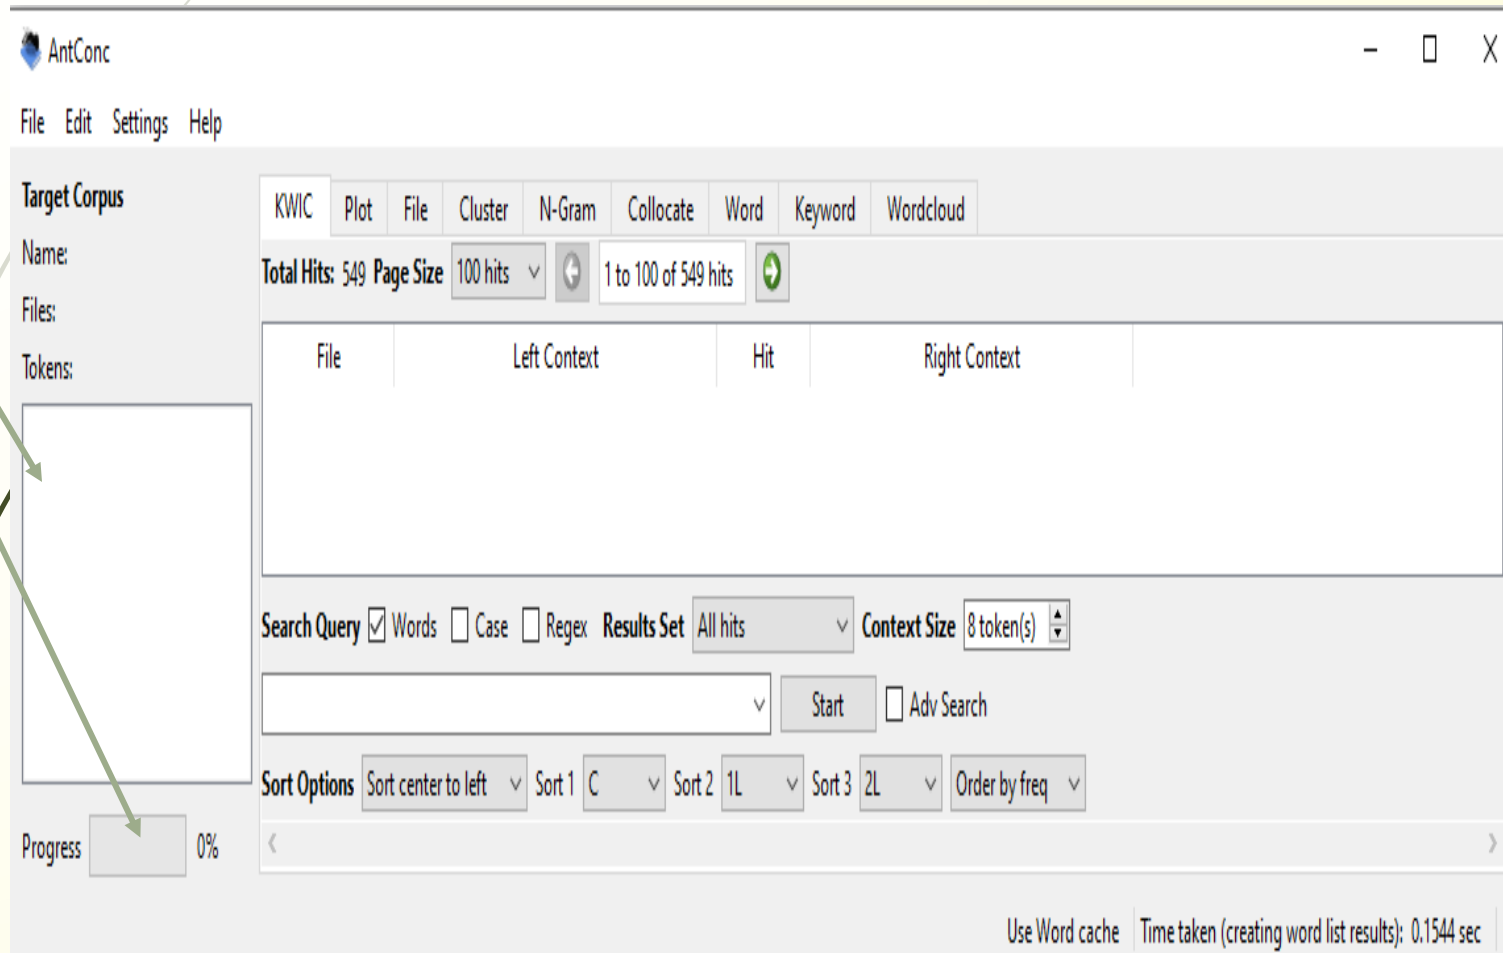 AntConc
File Edit Settings Help
Target Corpus
Name:
Files:
Tokens:
Progress 0%
KWIC Plot File Cluster N-Gram Collocate Word Keyword Wordcloud
Total Hits: 549 Page Size 100 hits 1 to 100 of 549 hits
File Left Context Hit Right Context
Search Query Words Case Regex Results Set All hits Context Size 8 token(s)
Start Adv Search
Sort Options Sort center to left Sort 1 C Sort 2 1L Sort 3 2L Order by freq
Use Word cache Time taken (creating word list results): 0.1544 sec